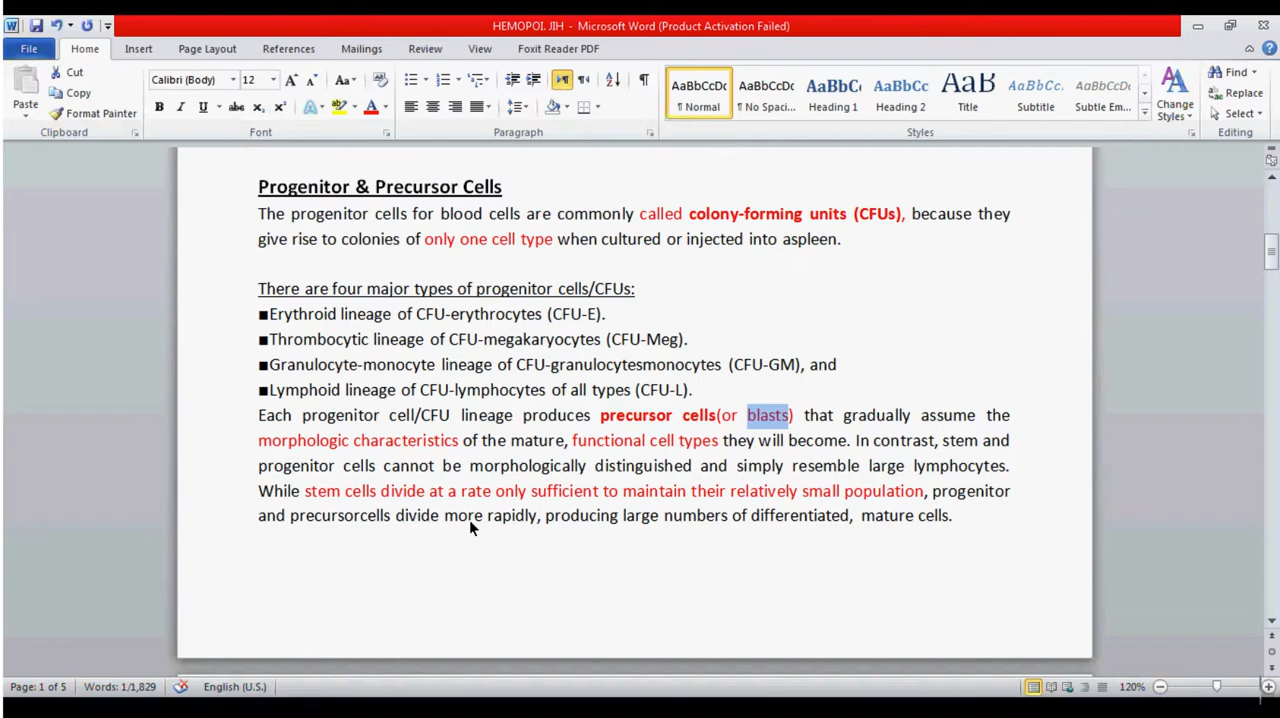 HEMOPOI. JIH - Microsoft Word (Product Activation Failed)
File Home Insert Page Layout References Mailings Review View Foxit Reader PDF
Paste Cut Copy Format Painter
Calibri (Body) 12
AaBbCcDc AaBbCcDc AaBbC AaBbCc AaB AaBbCc. AaBbCcDc
¶ Normal ¶ No Spaci... Heading 1 Heading 2 Title Subtitle Subtle Em...
Change Styles
Find Replace Select
Clipboard Font Paragraph Styles Editing
Progenitor & Precursor Cells
The progenitor cells for blood cells are commonly called colony-forming units (CFUs), because they
give rise to colonies of only one cell type when cultured or injected into aspleen.
There are four major types of progenitor cells/CFUs:
■Erythroid lineage of CFU-erythrocytes (CFU-E).
■Thrombocytic lineage of CFU-megakaryocytes (CFU-Meg).
■Granulocyte-monocyte lineage of CFU-granulocytesmonocytes (CFU-GM), and
■Lymphoid lineage of CFU-lymphocytes of all types (CFU-L).
Each progenitor cell/CFU lineage produces precursor cells(or blasts) that gradually assume the
morphologic characteristics of the mature, functional cell types they will become. In contrast, stem and
progenitor cells cannot be morphologically distinguished and simply resemble large lymphocytes.
While stem cells divide at a rate only sufficient to maintain their relatively small population, progenitor
and precursorcells divide more rapidly, producing large numbers of differentiated, mature cells.
Page: 1 of 5 Words: 1/1,829 English (U.S.) 120%